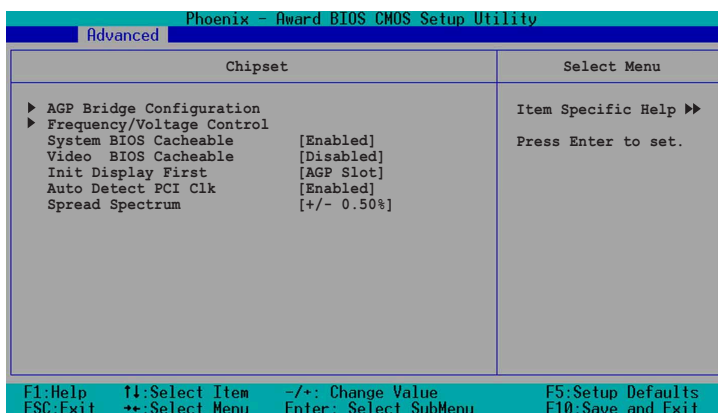 Phoenix - Award BIOS CMOS Setup Utility
Advanced
Chipset
Select Menu
▶ AGP Bridge Configuration
▶ Frequency/Voltage Control
System BIOS Cacheable [Enabled]
Video BIOS Cacheable [Disabled]
Init Display First [AGP Slot]
Auto Detect PCI Clk [Enabled]
Spread Spectrum [+/- 0.50%]
Item Specific Help ▶▶
Press Enter to set.
F1:Help ↑↓:Select Item -/+: Change Value F5:Setup Defaults
ESC:Exit →←:Select Menu Enter: Select SubMenu F10:Save and Exit